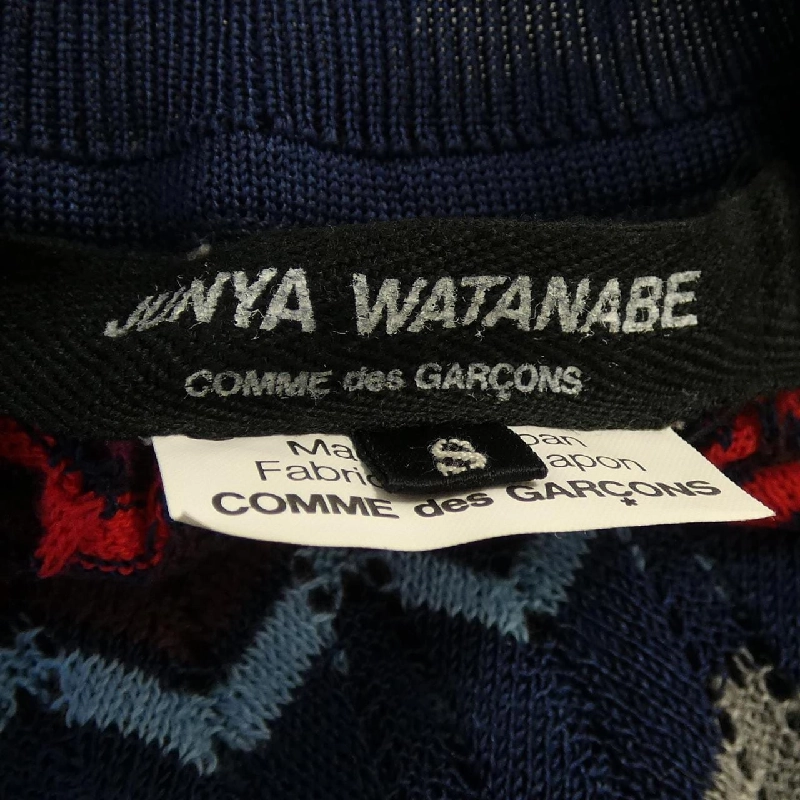 JUNYA WATANABE
COMME des GARÇONS
S
COMME des GARÇONS